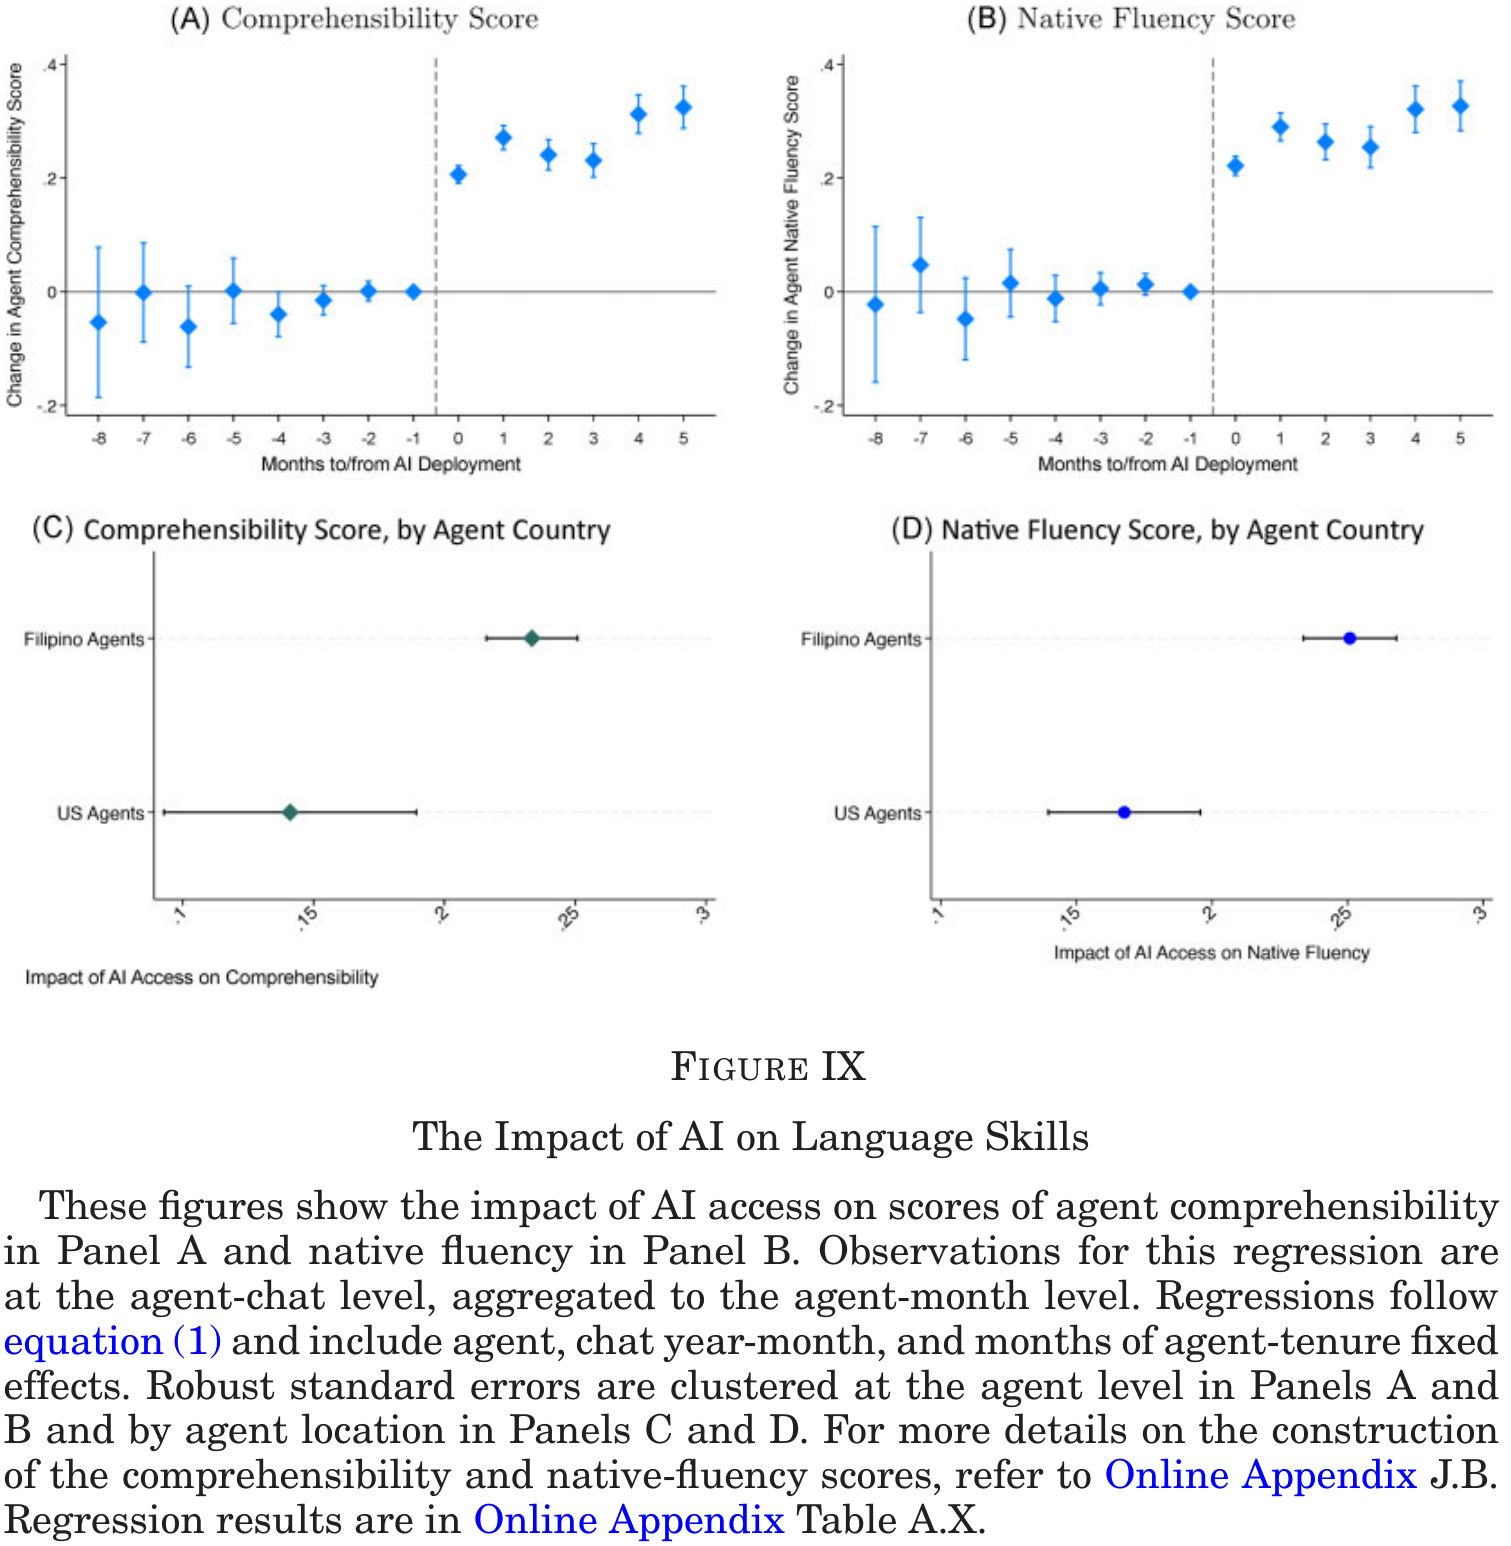 (A) Comprehensibility Score
Change in Agent Comprehensibility Score
.4
.2
0
-.2
-8 -7 -6 -5 -4 -3 -2 -1 0 1 2 3 4 5
Months to/from AI Deployment
(B) Native Fluency Score
Change in Agent Native Fluency Score
.4
.2
0
-.2
-8 -7 -6 -5 -4 -3 -2 -1 0 1 2 3 4 5
Months to/from AI Deployment
(C) Comprehensibility Score, by Agent Country
Filipino Agents
US Agents
.1 .15 .2 .25 .3
Impact of AI Access on Comprehensibility
(D) Native Fluency Score, by Agent Country
Filipino Agents
US Agents
.1 .15 .2 .25 .3
Impact of AI Access on Native Fluency
FIGURE IX
The Impact of AI on Language Skills
These figures show the impact of AI access on scores of agent comprehensibility
in Panel A and native fluency in Panel B. Observations for this regression are
at the agent-chat level, aggregated to the agent-month level. Regressions follow
equation (1) and include agent, chat year-month, and months of agent-tenure fixed
effects. Robust standard errors are clustered at the agent level in Panels A and
B and by agent location in Panels C and D. For more details on the construction
of the comprehensibility and native-fluency scores, refer to Online Appendix J.B.
Regression results are in Online Appendix Table A.X.